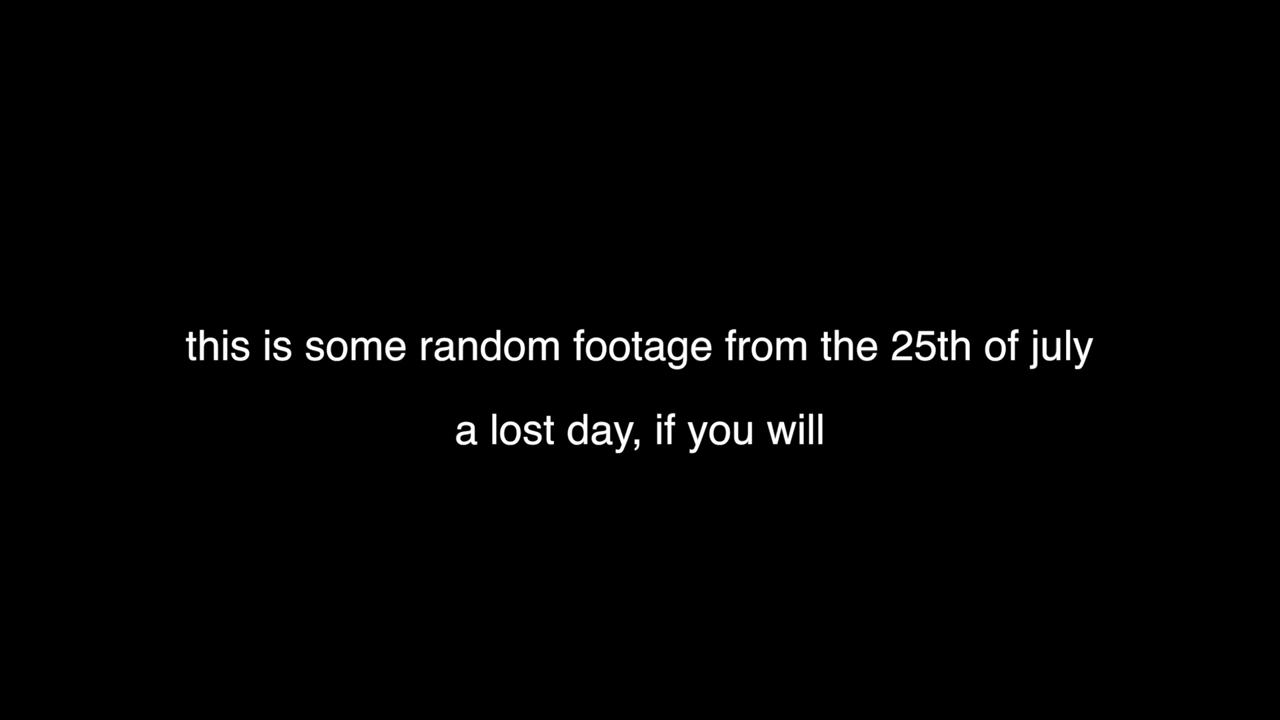 this is some random footage from the 25th of july
a lost day, if you will